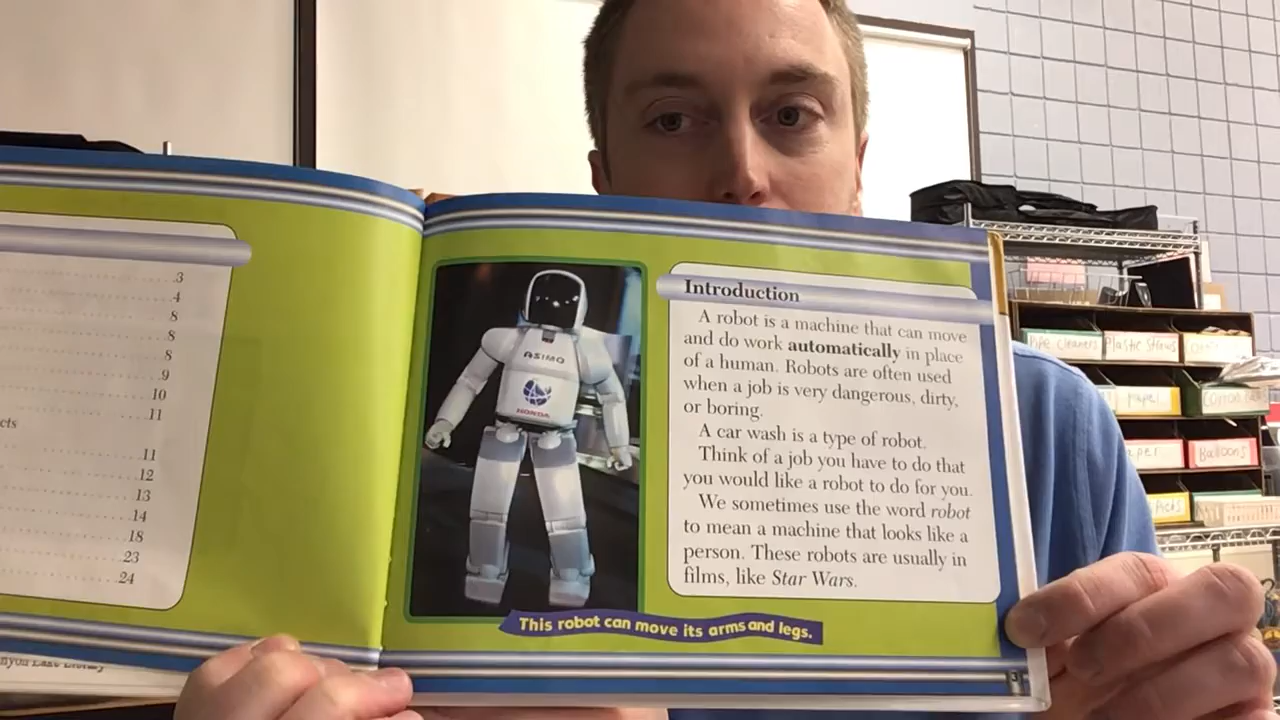 .3
.4
8
8
8
.9
10
11
cts
.11
12
13
14
18
23
24
ASIMO
HONDA
Introduction
A robot is a machine that can move
and do work automatically in place
of a human. Robots are often used
when a job is very dangerous, dirty,
or boring.
A car wash is a type of robot.
Think of a job you have to do that
you would like a robot to do for you.
We sometimes use the word robot
to mean a machine that looks like a
person. These robots are usually in
films, like Star Wars.
This robot can move its arms and legs.
3
Pipe Cleaners
Plastic Straws
Balloons